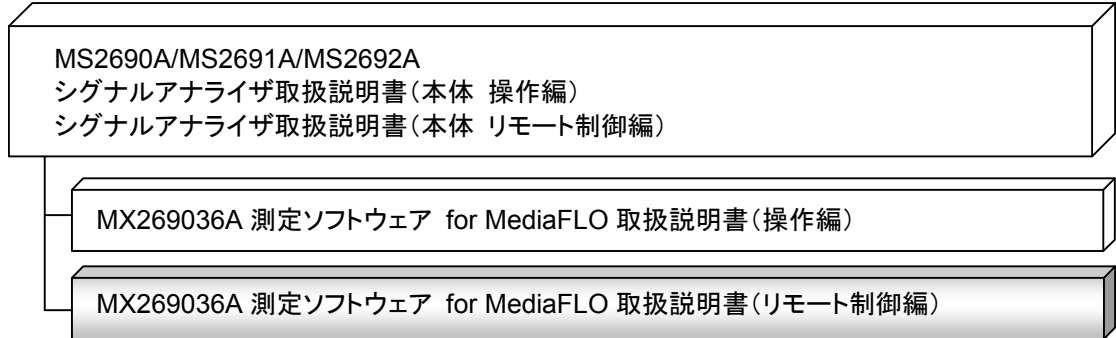 MS2690A/MS2691A/MS2692A
シグナルアナライザ取扱説明書(本体 操作編)
シグナルアナライザ取扱説明書(本体 リモート制御編)
MX269036A 測定ソフトウェア for MediaFLO 取扱説明書(操作編)
MX269036A 測定ソフトウェア for MediaFLO 取扱説明書(リモート制御編)